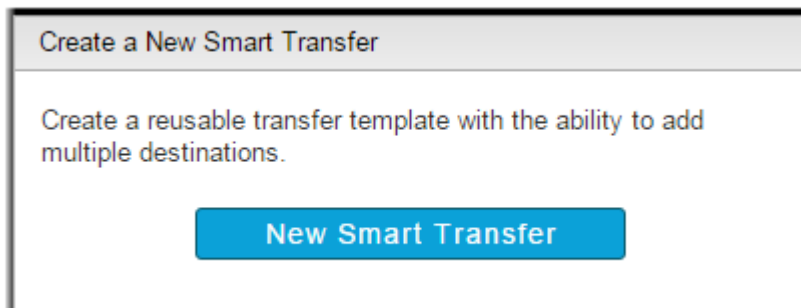 Create a New Smart Transfer
Create a reusable transfer template with the ability to add
multiple destinations.
New Smart Transfer